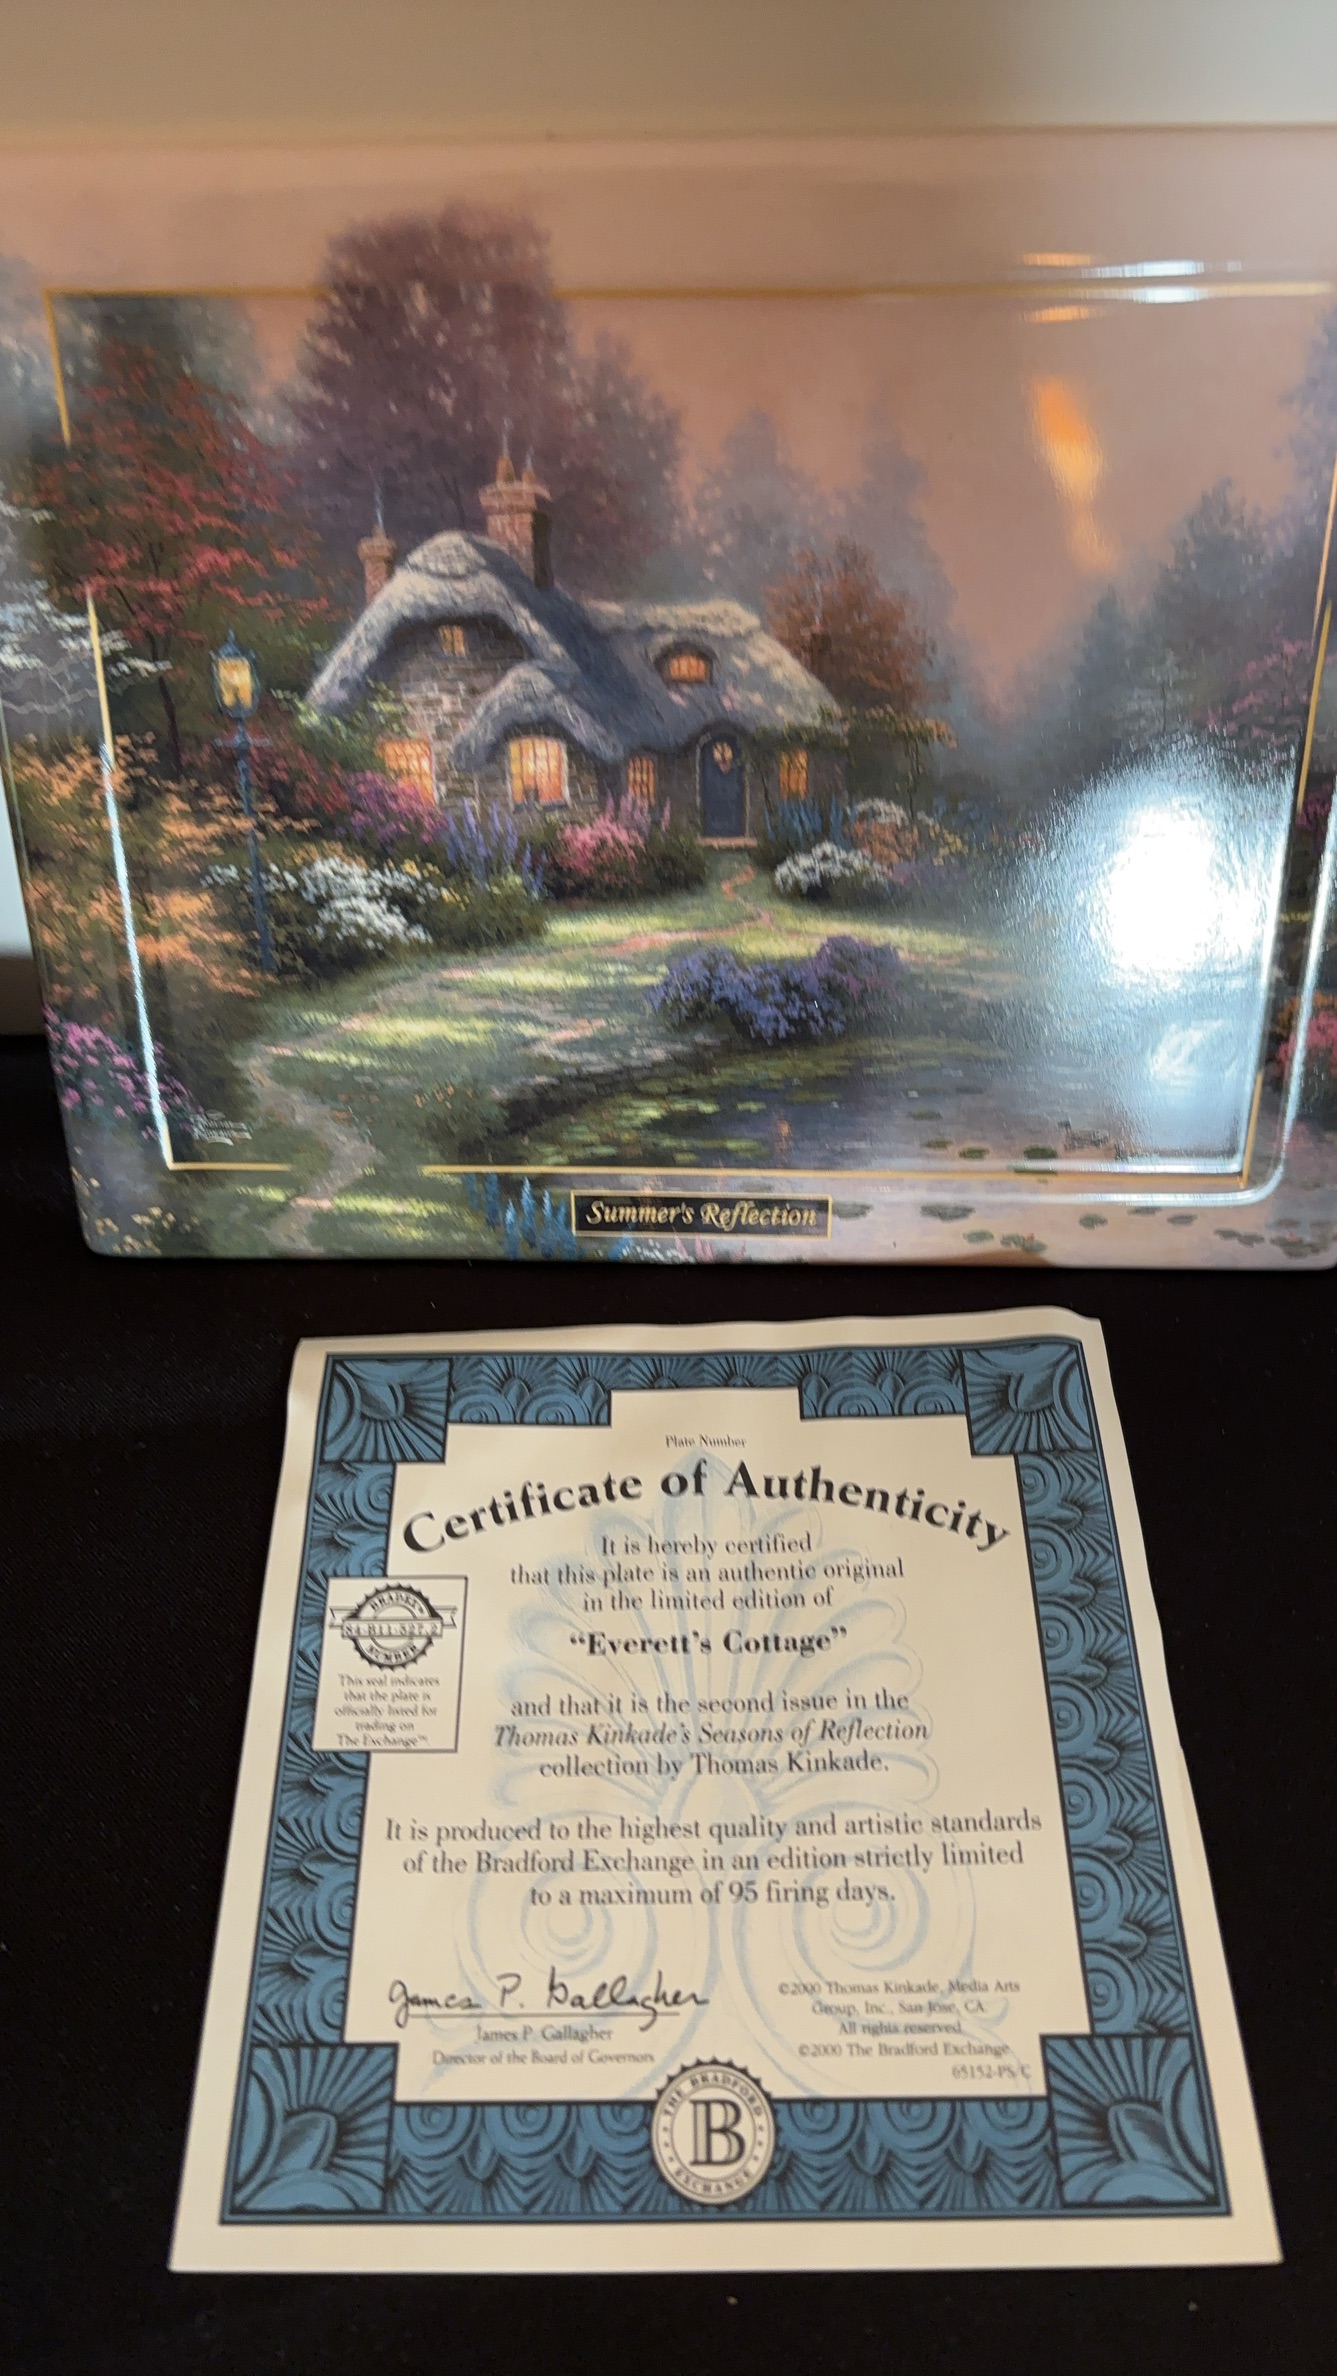 Summer's Reflection
Plate Number
Certificate of Authenticity
It is hereby certified
that this plate is an authentic original
in the limited edition of
"Everett's Cottage"
and that it is the second issue in the
Thomas Kinkade's Seasons of Reflection
collection by Thomas Kinkade.
It is produced to the highest quality and artistic standards
of the Bradford Exchange in an edition strictly limited
to a maximum of 95 firing days.
BRADEX
84-B11-527.2
NUMBER
This seal indicates
that the plate is
officially listed for
trading on
The Exchange™
James P. Gallagher
James P. Gallagher
Director of the Board of Governors
©2000 Thomas Kinkade, Media Arts
Group, Inc., San Jose, CA
All rights reserved.
©2000 The Bradford Exchange
65152-PS/C
THE BRADFORD
B
EXCHANGE